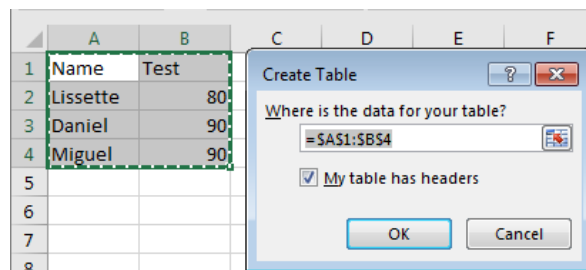 A B C D E F
1 Name Test
2 Lissette 80
3 Daniel 90
4 Miguel 90
5
6
7
8
Create Table
?
Where is the data for your table?
=$A$1:$B$4
My table has headers
OK Cancel